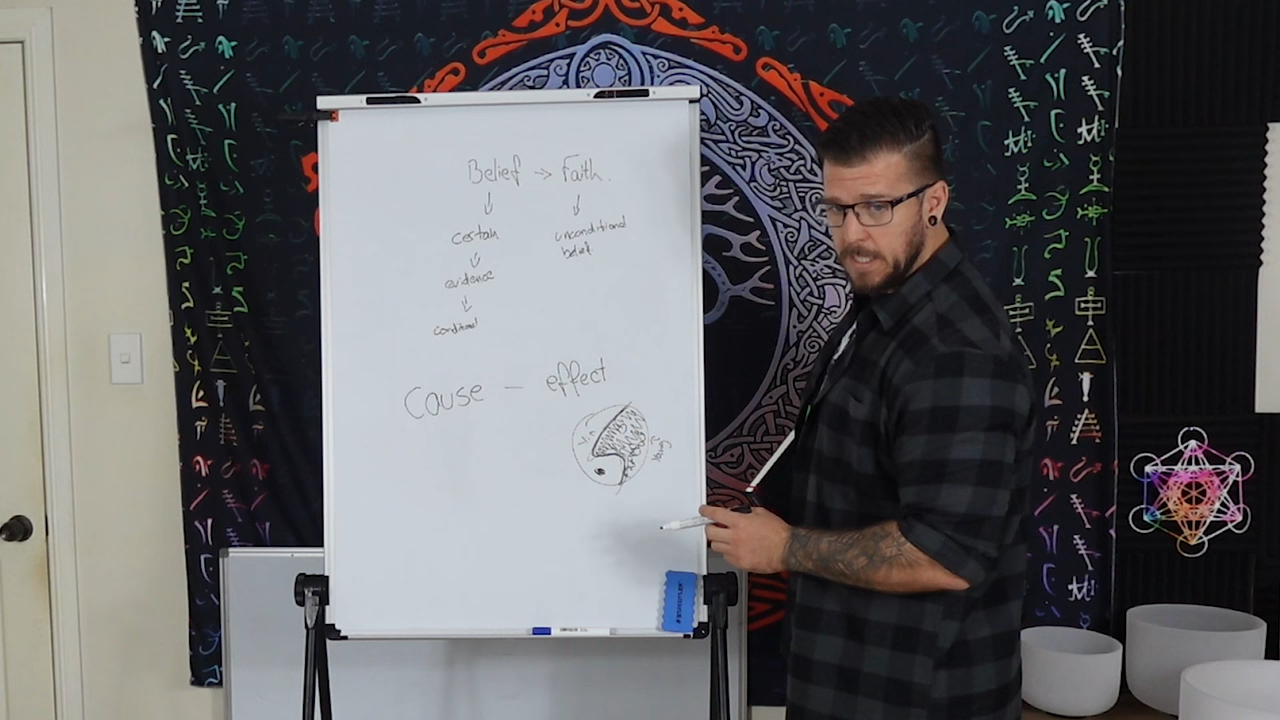 Belief → Faith.
↓ ↓
certain unconditional
belief
↓
evidence
↓
conditional
Cause — effect